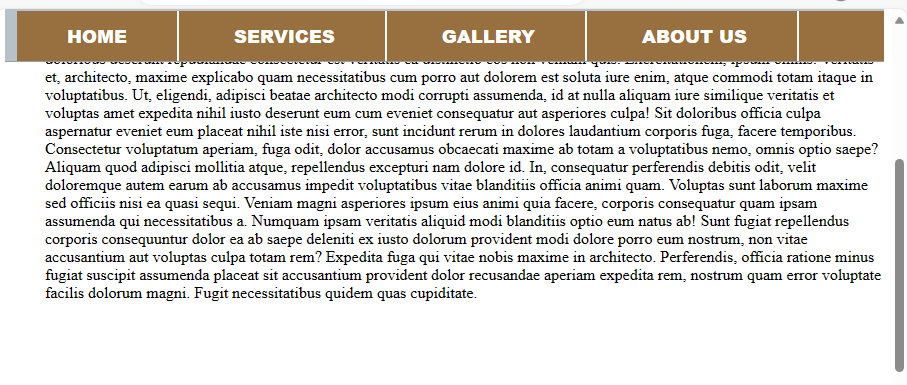 HOME SERVICES GALLERY ABOUT US
et, architecto, maxime explicabo quam necessitatibus cum porro aut dolorem est soluta iure enim, atque commodi totam itaque in
voluptatibus. Ut, eligendi, adipisci beatae architecto modi corrupti assumenda, id at nulla aliquam iure similique veritatis et
voluptas amet expedita nihil iusto deserunt eum cum eveniet consequatur aut asperiores culpa! Sit doloribus officia culpa
aspernatur eveniet eum placeat nihil iste nisi error, sunt incidunt rerum in dolores laudantium corporis fuga, facere temporibus.
Consectetur voluptatum aperiam, fuga odit, dolor accusamus obcaecati maxime ab totam a voluptatibus nemo, omnis optio saepe?
Aliquam quod adipisci mollitia atque, repellendus excepturi nam dolore id. In, consequatur perferendis debitis odit, velit
doloremque autem earum ab accusamus impedit voluptatibus vitae blanditiis officia animi quam. Voluptas sunt laborum maxime
sed officiis nisi ea quasi sequi. Veniam magni asperiores ipsum eius animi quia facere, corporis consequatur quam ipsam
assumenda qui necessitatibus a. Numquam ipsam veritatis aliquid modi blanditiis optio eum natus ab! Sunt fugiat repellendus
corporis consequuntur dolor ea ab saepe deleniti ex iusto dolorum provident modi dolore porro eum nostrum, non vitae
accusantium aut voluptas culpa totam rem? Expedita fuga qui vitae nobis maxime in architecto. Perferendis, officia ratione minus
fugiat suscipit assumenda placeat sit accusantium provident dolor recusandae aperiam expedita rem, nostrum quam error voluptate
facilis dolorum magni. Fugit necessitatibus quidem quas cupiditate.